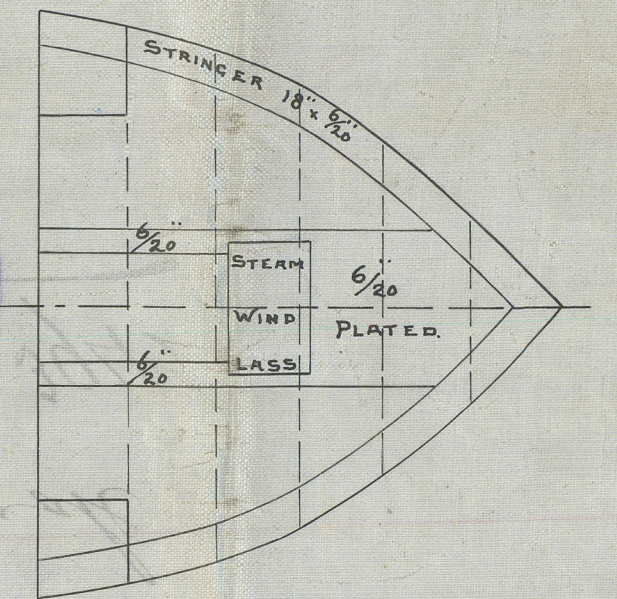 STRINGER 18" x 6/20"
6/20"
STEAM
WIND
LASS
6/20"
PLATED.
6/20"